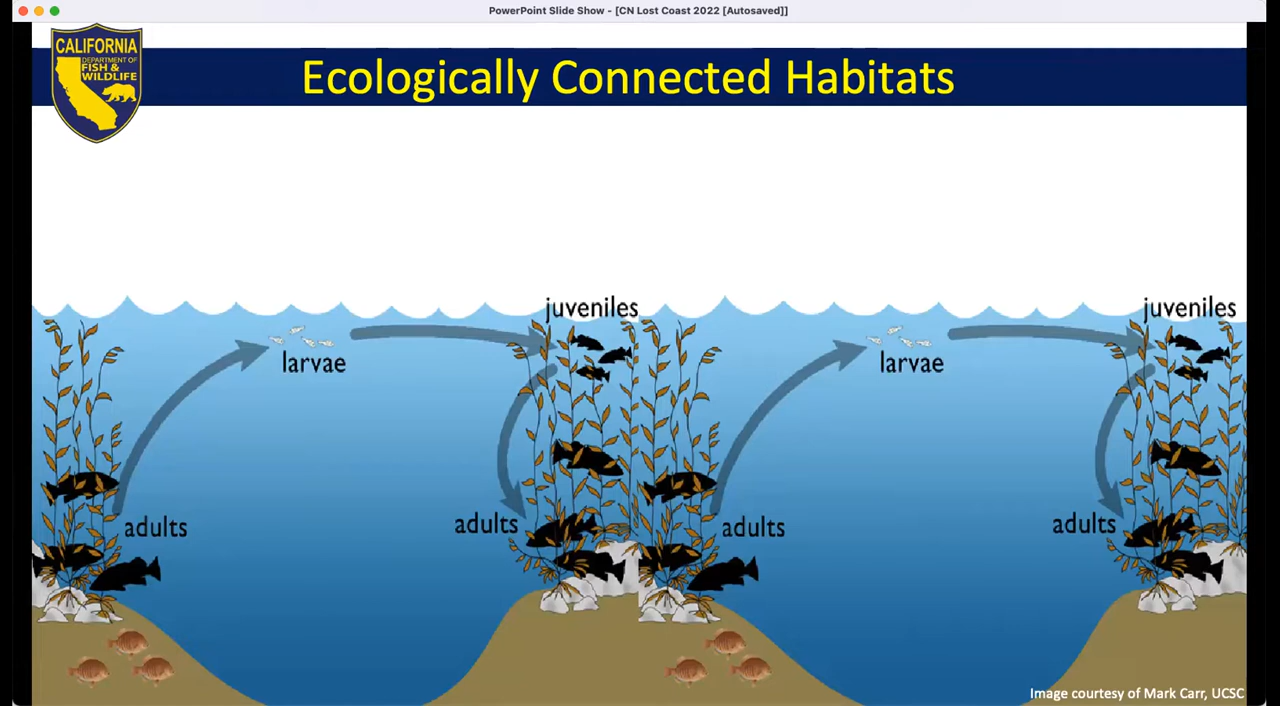 PowerPoint Slide Show - [CN Lost Coast 2022 [Autosaved]]
CALIFORNIA
DEPARTMENT OF
FISH &
WILDLIFE
Ecologically Connected Habitats
juveniles
juveniles
larvae
larvae
adults
adults
adults
adults
Image courtesy of Mark Carr, UCSC